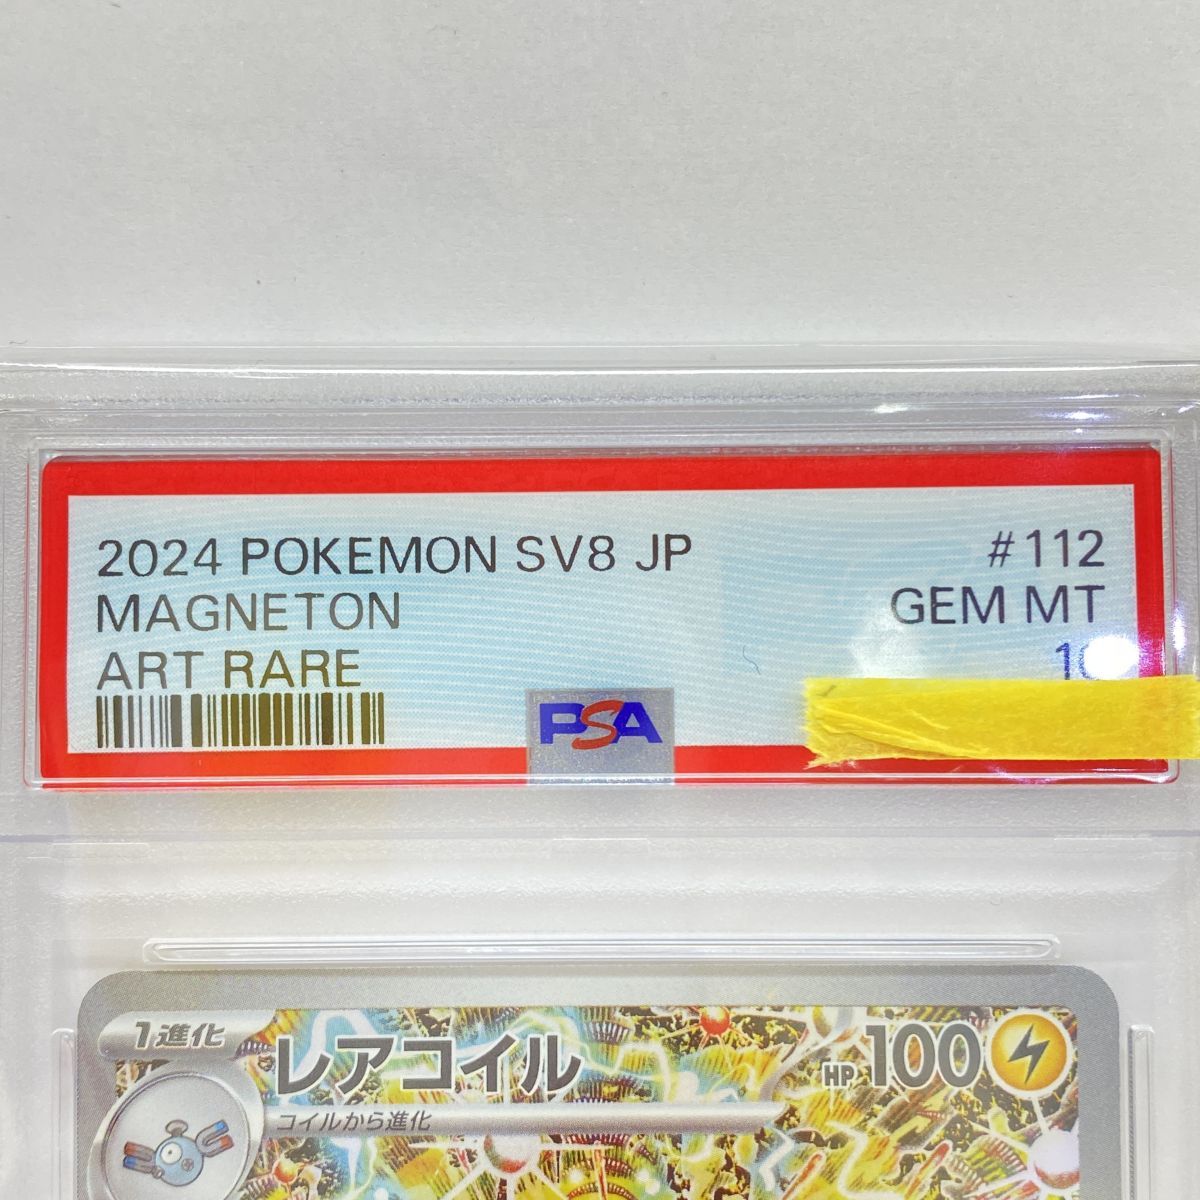 2024 POKEMON SV8 JP #112
MAGNETON GEM MT
ART RARE 10
PSA
1進化
レアコイル HP 100
コイルから進化